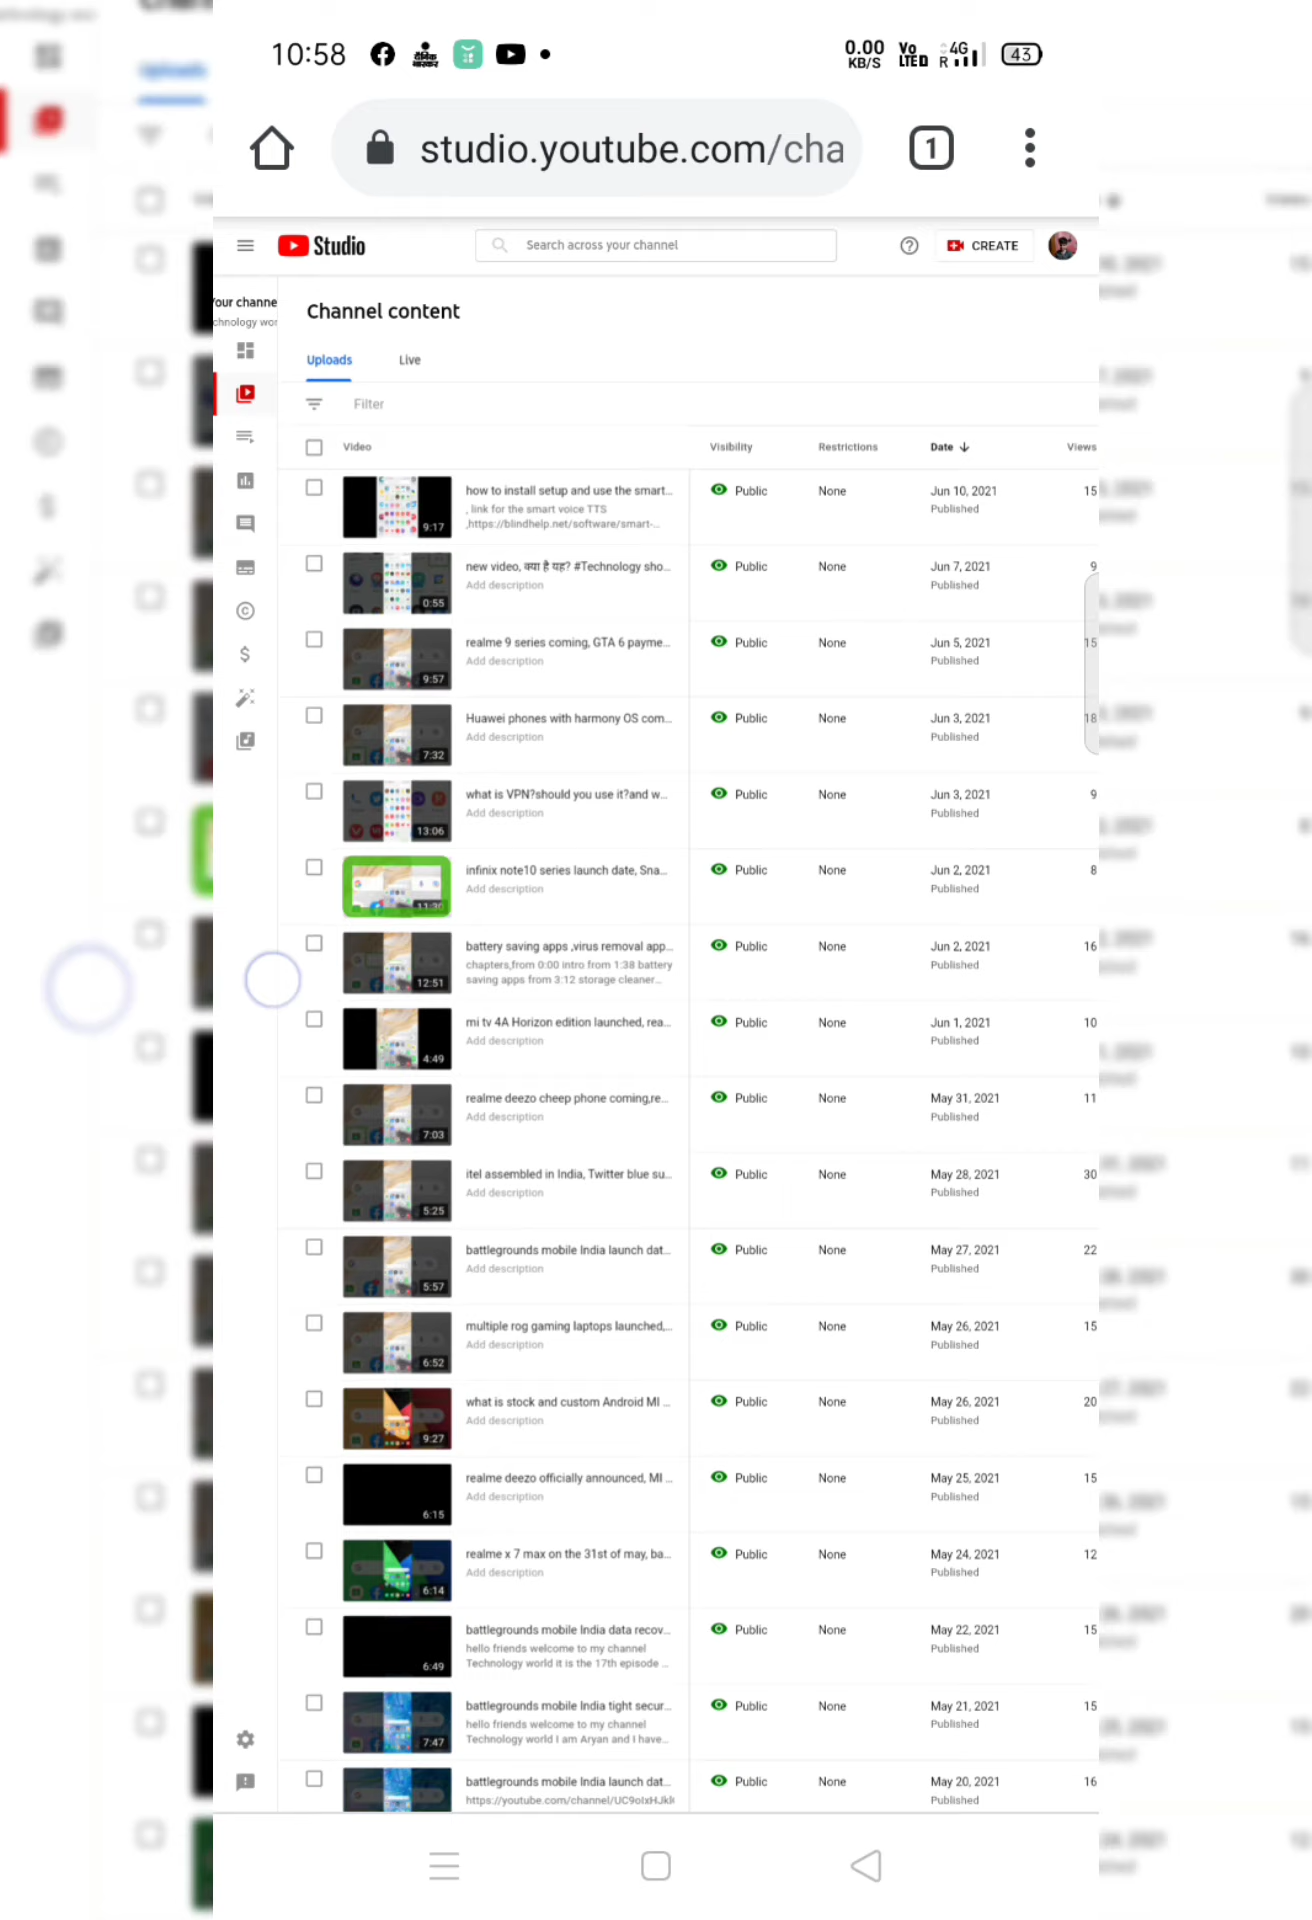 10:58
दैनिक
भास्कर
0.00
KB/S
Vo
LTE
4G
R
43
studio.youtube.com/cha
1
Studio
Search across your channel
CREATE
Your channe
chnology wor
Channel content
Uploads
Live
Filter
Video
Visibility
Restrictions
Date
Views
how to install setup and use the smart...
, link for the smart voice TTS
,https://blindhelp.net/software/smart-...
9:17
Public
None
Jun 10, 2021
Published
15
new video, क्या है यह? #Technology sho...
Add description
0:55
Public
None
Jun 7, 2021
Published
9
realme 9 series coming, GTA 6 payme...
Add description
9:57
Public
None
Jun 5, 2021
Published
15
Huawei phones with harmony OS com...
Add description
7:32
Public
None
Jun 3, 2021
Published
18
what is VPN?should you use it?and w...
Add description
13:06
Public
None
Jun 3, 2021
Published
9
infinix note10 series launch date, Sna...
Add description
11:30
Public
None
Jun 2, 2021
Published
8
battery saving apps ,virus removal app...
chapters,from 0:00 intro from 1:38 battery
saving apps from 3:12 storage cleaner...
12:51
Public
None
Jun 2, 2021
Published
16
mi tv 4A Horizon edition launched, rea...
Add description
4:49
Public
None
Jun 1, 2021
Published
10
realme deezo cheep phone coming,re...
Add description
7:03
Public
None
May 31, 2021
Published
11
itel assembled in India, Twitter blue su...
Add description
5:25
Public
None
May 28, 2021
Published
30
battlegrounds mobile India launch dat...
Add description
5:57
Public
None
May 27, 2021
Published
22
multiple rog gaming laptops launched,...
Add description
6:52
Public
None
May 26, 2021
Published
15
what is stock and custom Android MI ...
Add description
9:27
Public
None
May 26, 2021
Published
20
realme deezo officially announced, MI ...
Add description
6:15
Public
None
May 25, 2021
Published
15
realme x 7 max on the 31st of may, ba...
Add description
6:14
Public
None
May 24, 2021
Published
12
battlegrounds mobile India data recov...
hello friends welcome to my channel
Technology world it is the 17th episode ...
6:49
Public
None
May 22, 2021
Published
15
battlegrounds mobile India tight secur...
hello friends welcome to my channel
Technology world I am Aryan and I have...
7:47
Public
None
May 21, 2021
Published
15
battlegrounds mobile India launch dat...
Public
None
May 20, 2021
Published
16